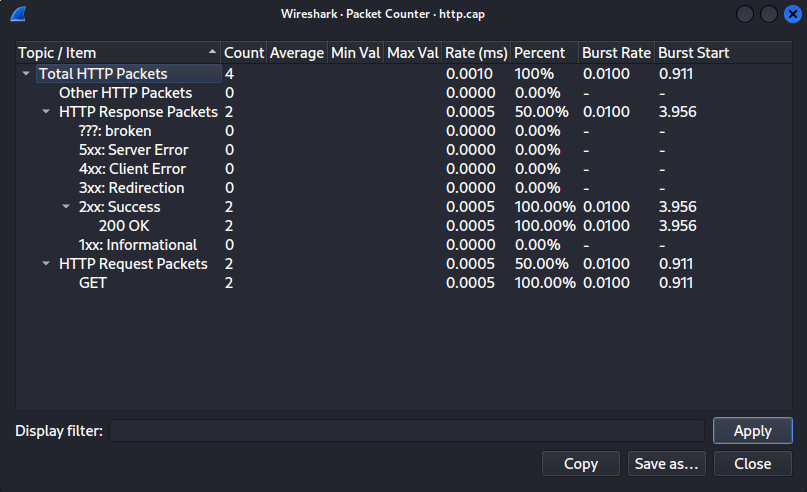 Wireshark · Packet Counter · http.cap
Topic / Item Count Average Min Val Max Val Rate (ms) Percent Burst Rate Burst Start
Total HTTP Packets 4 0.0010 100% 0.0100 0.911
Other HTTP Packets 0 0.0000 0.00% - -
HTTP Response Packets 2 0.0005 50.00% 0.0100 3.956
???: broken 0 0.0000 0.00% - -
5xx: Server Error 0 0.0000 0.00% - -
4xx: Client Error 0 0.0000 0.00% - -
3xx: Redirection 0 0.0000 0.00% - -
2xx: Success 2 0.0005 100.00% 0.0100 3.956
200 OK 2 0.0005 100.00% 0.0100 3.956
1xx: Informational 0 0.0000 0.00% - -
HTTP Request Packets 2 0.0005 50.00% 0.0100 0.911
GET 2 0.0005 100.00% 0.0100 0.911
Display filter: Apply
Copy Save as... Close